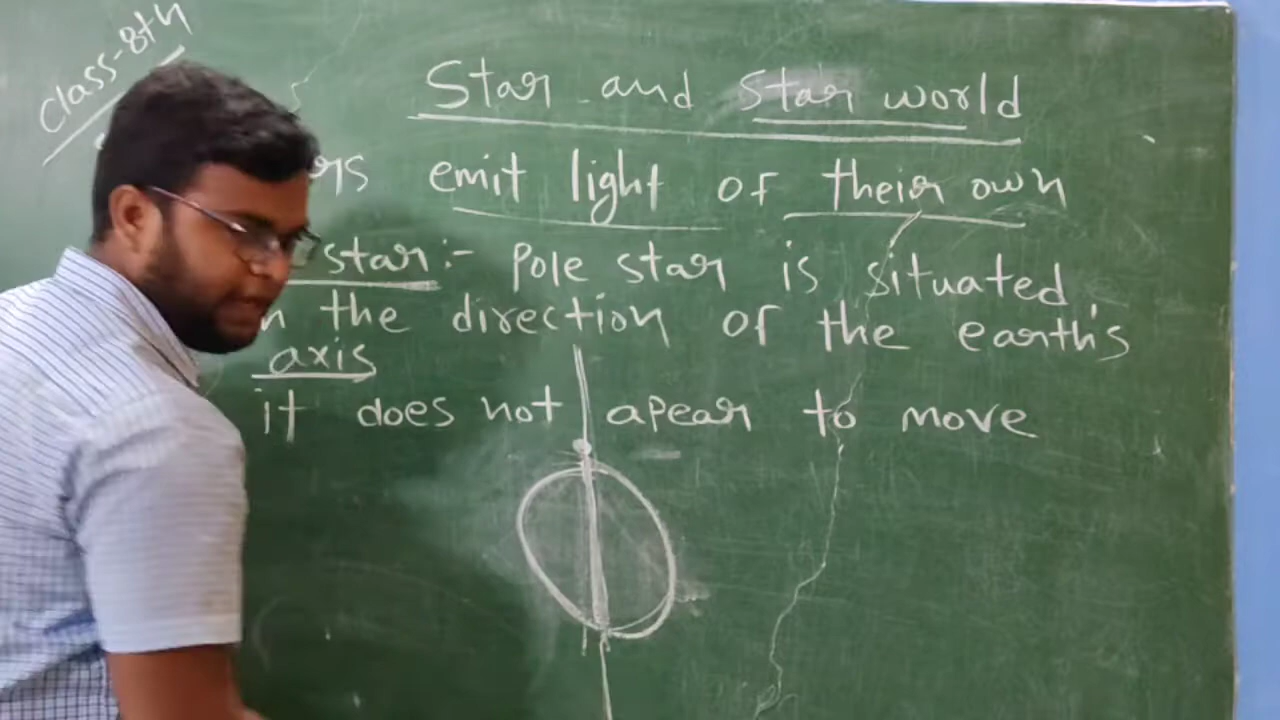 class-8th
Star and Star world
emit light of their own
star:- Pole star is situated
the direction of the earth's
axis
it does not apear to move